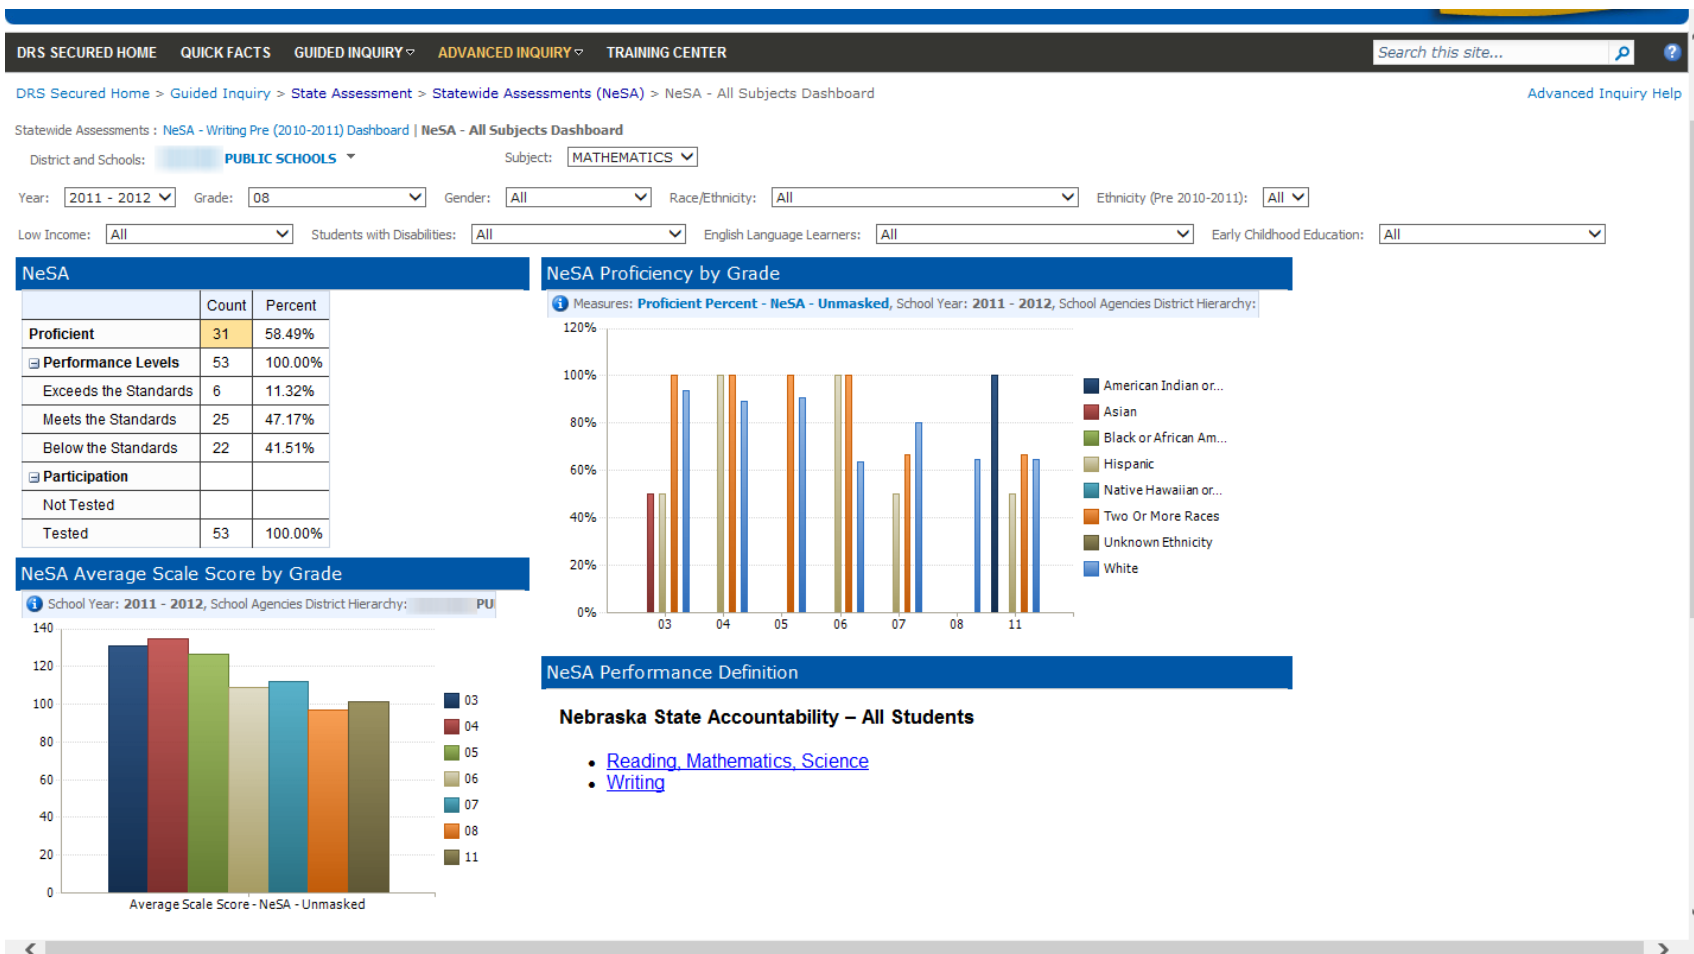 DRS SECURED HOME QUICK FACTS GUIDED INQUIRY ADVANCED INQUIRY TRAINING CENTER Search this site...
DRS Secured Home > Guided Inquiry > State Assessment > Statewide Assessments (NeSA) > NeSA - All Subjects Dashboard Advanced Inquiry Help
Statewide Assessments : NeSA - Writing Pre (2010-2011) Dashboard | NeSA - All Subjects Dashboard
District and Schools: PUBLIC SCHOOLS Subject: MATHEMATICS
Year: 2011 - 2012 Grade: 08 Gender: All Race/Ethnicity: All Ethnicity (Pre 2010-2011): All
Low Income: All Students with Disabilities: All English Language Learners: All Early Childhood Education: All
NeSA
Count Percent
Proficient 31 58.49%
Performance Levels 53 100.00%
Exceeds the Standards 6 11.32%
Meets the Standards 25 47.17%
Below the Standards 22 41.51%
Participation
Not Tested
Tested 53 100.00%
NeSA Proficiency by Grade
Measures: Proficient Percent - NeSA - Unmasked, School Year: 2011 - 2012, School Agencies District Hierarchy:
120%
100%
80%
60%
40%
20%
0%
03 04 05 06 07 08 11
American Indian or...
Asian
Black or African Am...
Hispanic
Native Hawaiian or...
Two Or More Races
Unknown Ethnicity
White
NeSA Average Scale Score by Grade
School Year: 2011 - 2012, School Agencies District Hierarchy: PU
140
120
100
80
60
40
20
0
Average Scale Score - NeSA - Unmasked
03
04
05
06
07
08
11
NeSA Performance Definition
Nebraska State Accountability – All Students
• Reading, Mathematics, Science
• Writing